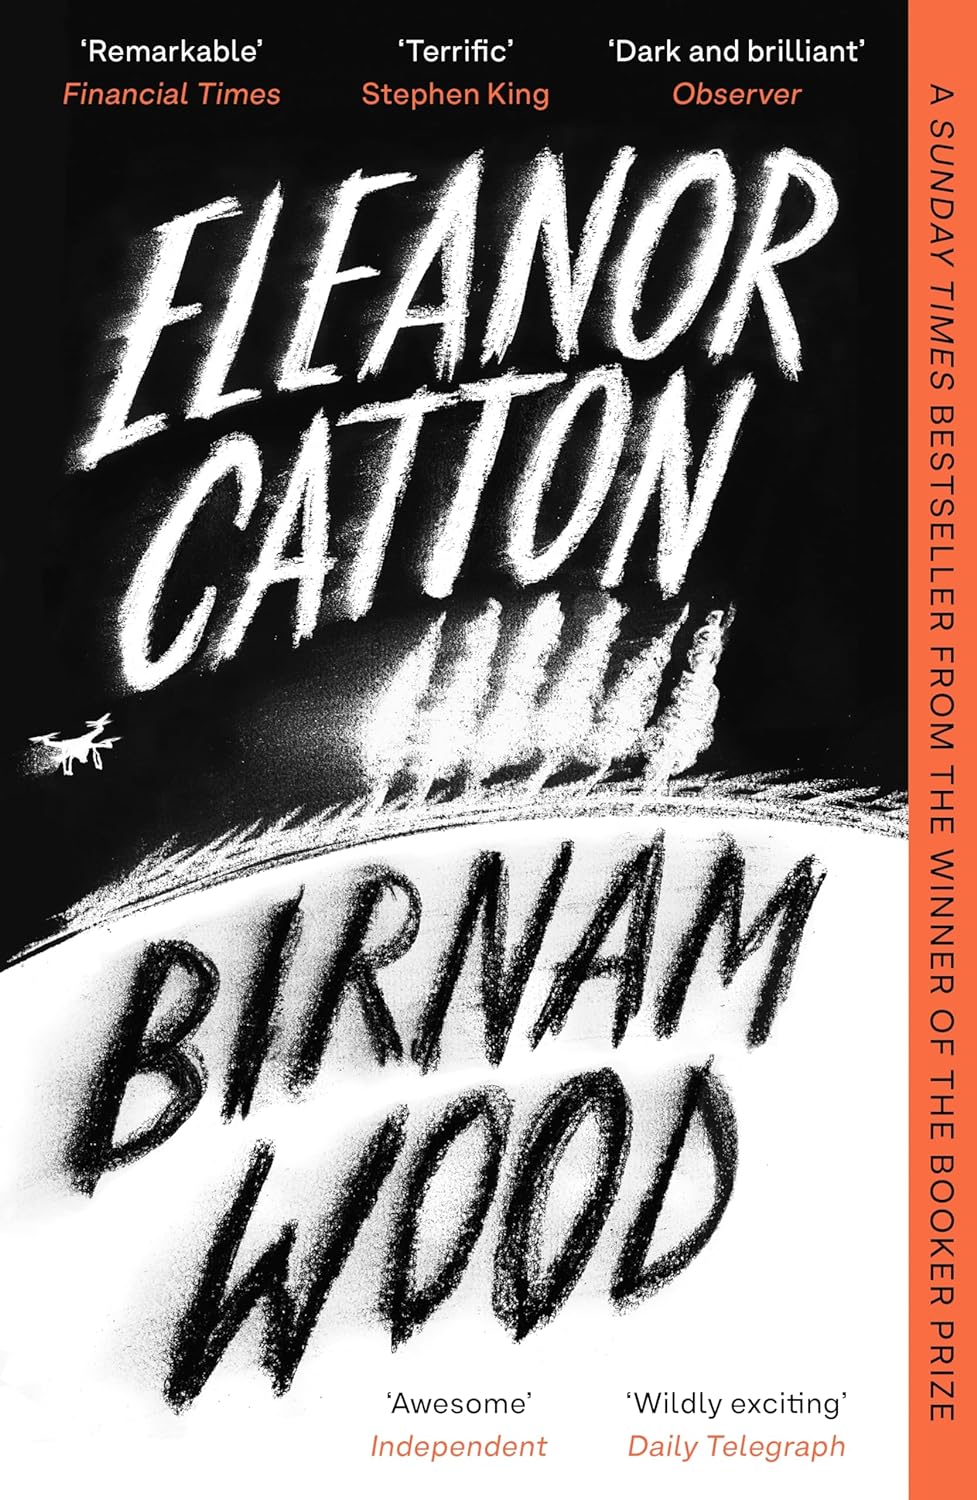 ‘Remarkable’
Financial Times
‘Terrific’
Stephen King
‘Dark and brilliant’
Observer
ELEANOR
CATTON
BIRNAM
WOOD
‘Awesome’
Independent
‘Wildly exciting’
Daily Telegraph
A SUNDAY TIMES BESTSELLER FROM THE WINNER OF THE BOOKER PRIZE